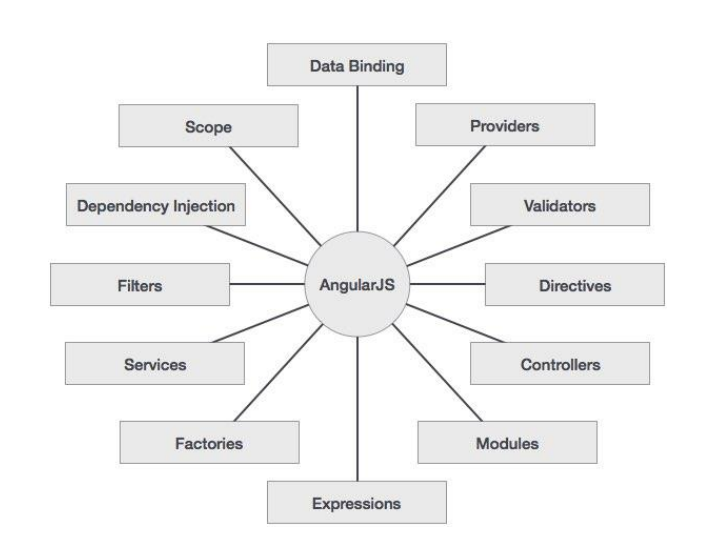 Data Binding
Scope
Providers
Dependency Injection
Validators
Filters
AngularJS
Directives
Services
Controllers
Factories
Modules
Expressions